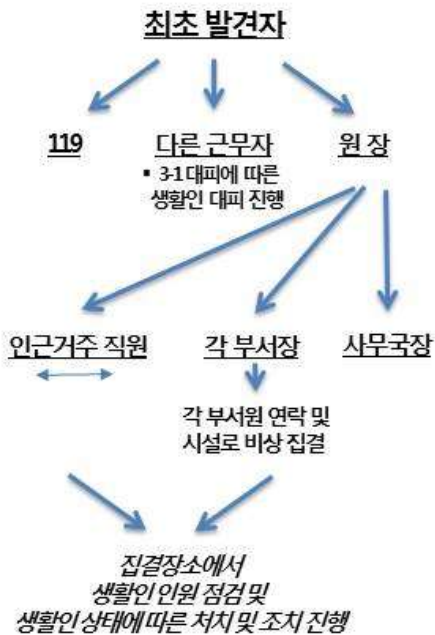 최초 발견자
119 다른 근무자 원 장
▪ 3-1대피에 따른
생활인 대피 진행
인근거주 직원 각 부서장 사무국장
각 부서원 연락 및
시설로 비상 집결
집결장소에서
생활인 인원 점검 및
생활인 상태에 따른 처치 및 조치 진행